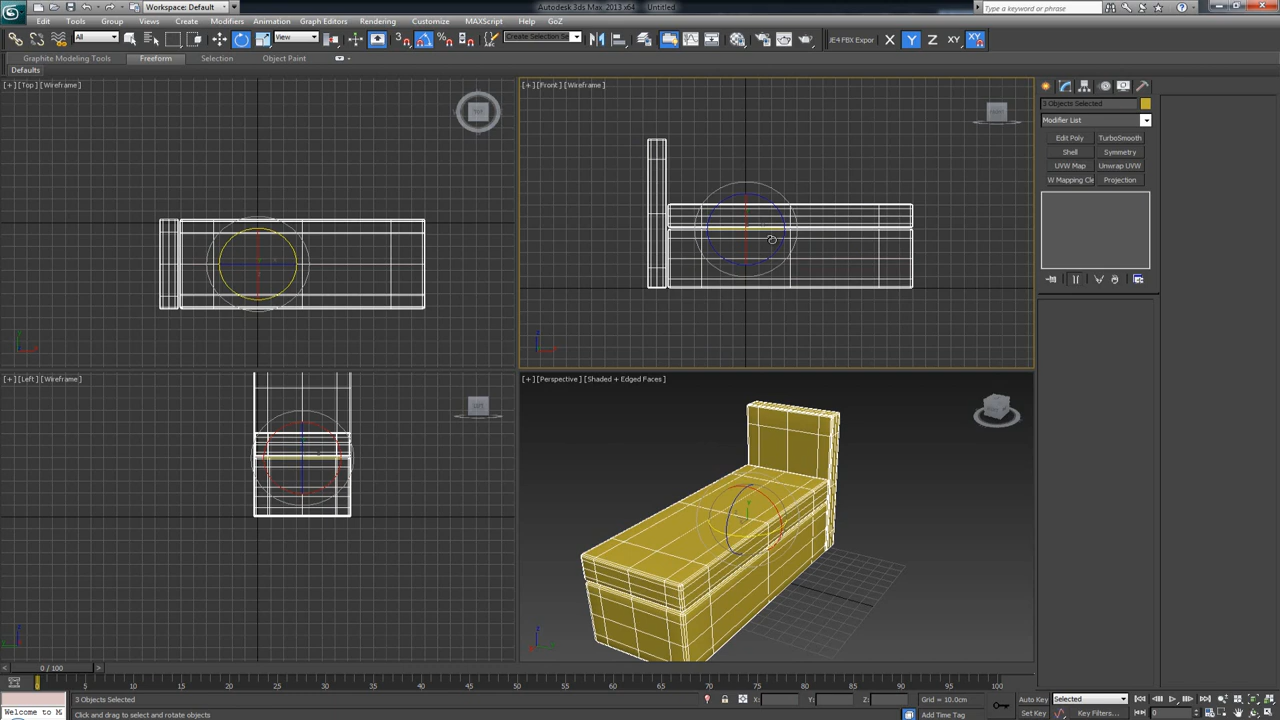 Workspace: Default
Autodesk 3ds Max 2013 x64 Untitled
Type a keyword or phrase
Edit Tools Group Views Create Modifiers Animation Graph Editors Rendering Customize MAXScript Help GoZ
All
View
3
Create Selection Se
UE4 FBX Expor X Y Z XY XY
Graphite Modeling Tools Freeform Selection Object Paint
Defaults
[+] [Top] [Wireframe]
[+] [Front] [Wireframe]
3 Objects Selected
Modifier List
Edit Poly TurboSmooth
Shell Symmetry
UVW Map Unwrap UVW
W Mapping Cle Projection
[+] [Left] [Wireframe]
[+] [Perspective] [Shaded + Edged Faces]
0 / 100
0 5 10 15 20 25 30 35 40 45 50 55 60 65 70 75 80 85 90 95 100
3 Objects Selected
X: Y: Z:
Grid = 10.0cm
Auto Key
Selected
Welcome to M
Click and drag to select and rotate objects
Add Time Tag
Set Key
Key Filters...
0